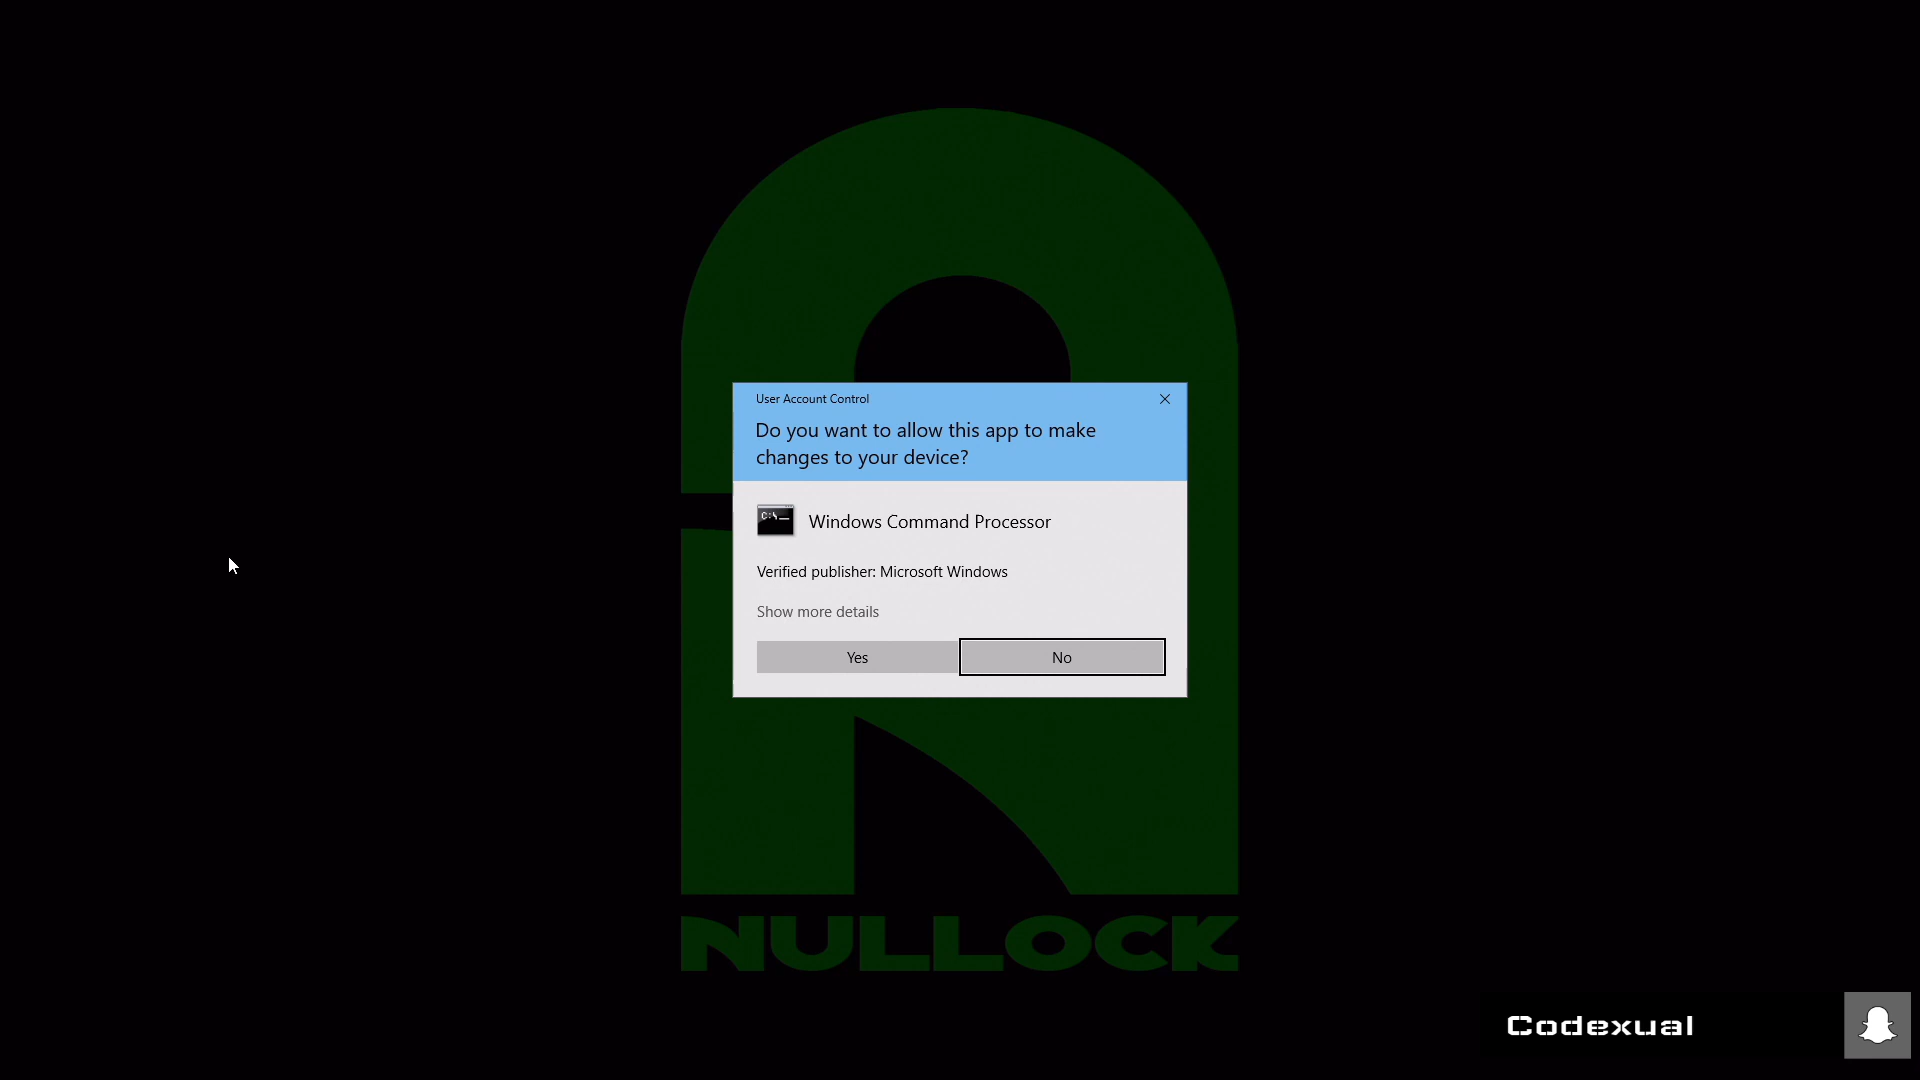 User Account Control
Do you want to allow this app to make
changes to your device?
C:\_
Windows Command Processor
Verified publisher: Microsoft Windows
Show more details
Yes
No
NULLOCK
Codexual